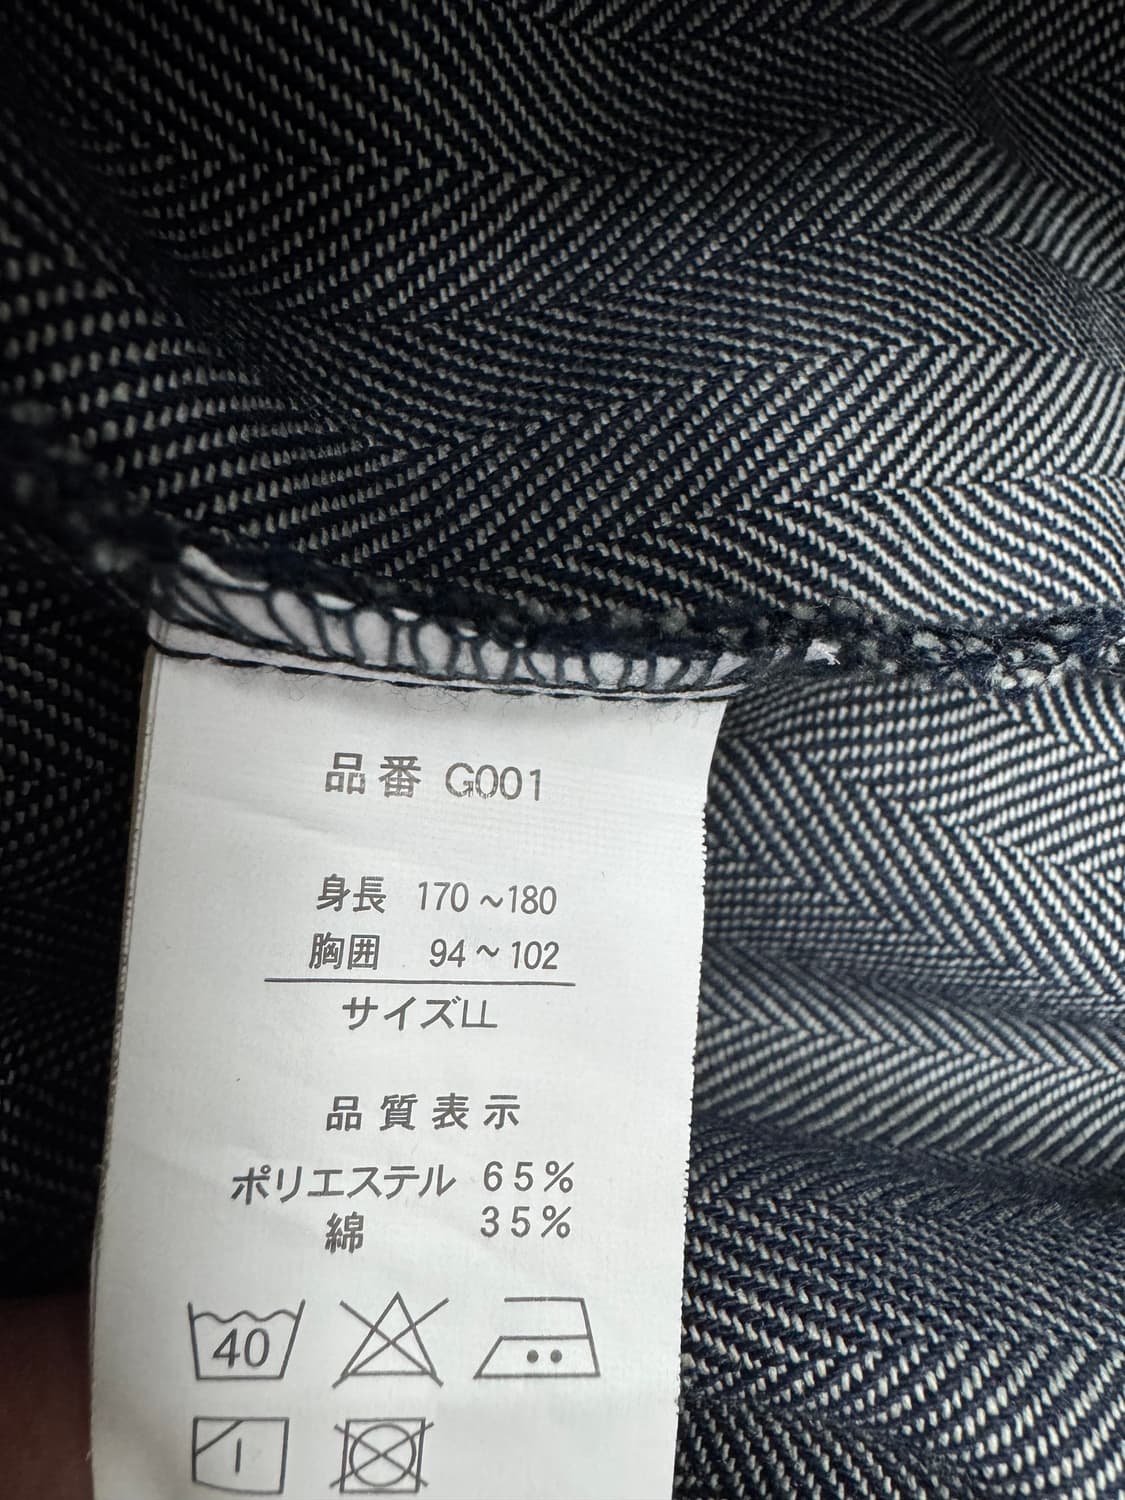 品番 G001
身長 170～180
胸囲 94～102
サイズLL
品質表示
ポリエステル 65%
綿 35%
40